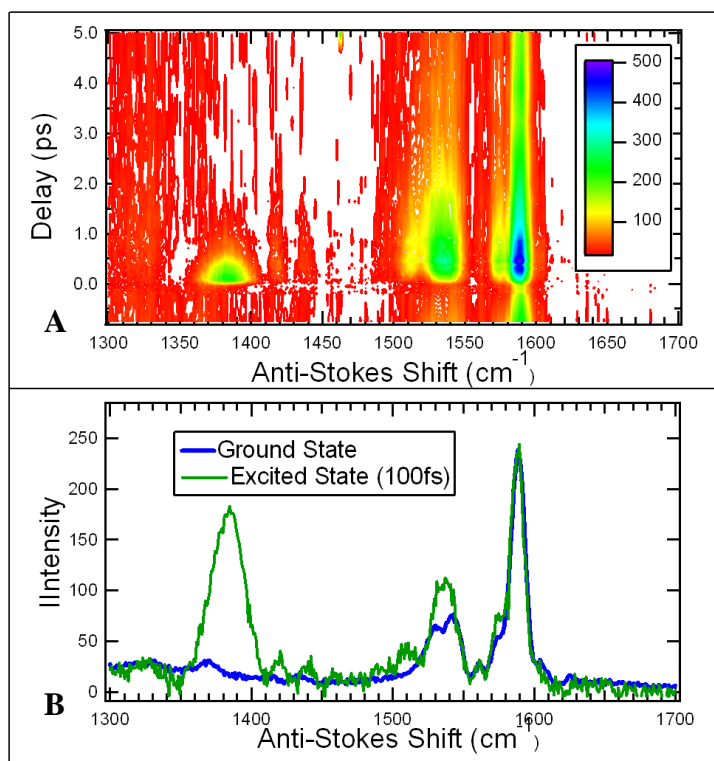 5.0
4.0
3.0
2.0
1.0
0.0
Delay (ps)
500
400
300
200
100
A
1300 1350 1400 1450 1500 1550 1600 1650 1700
Anti-Stokes Shift (cm-1)
250
200
150
100
50
0
IIntensity
Ground State
Excited State (100fs)
B
1300 1400 1500 1600 1700
Anti-Stokes Shift (cm-1)